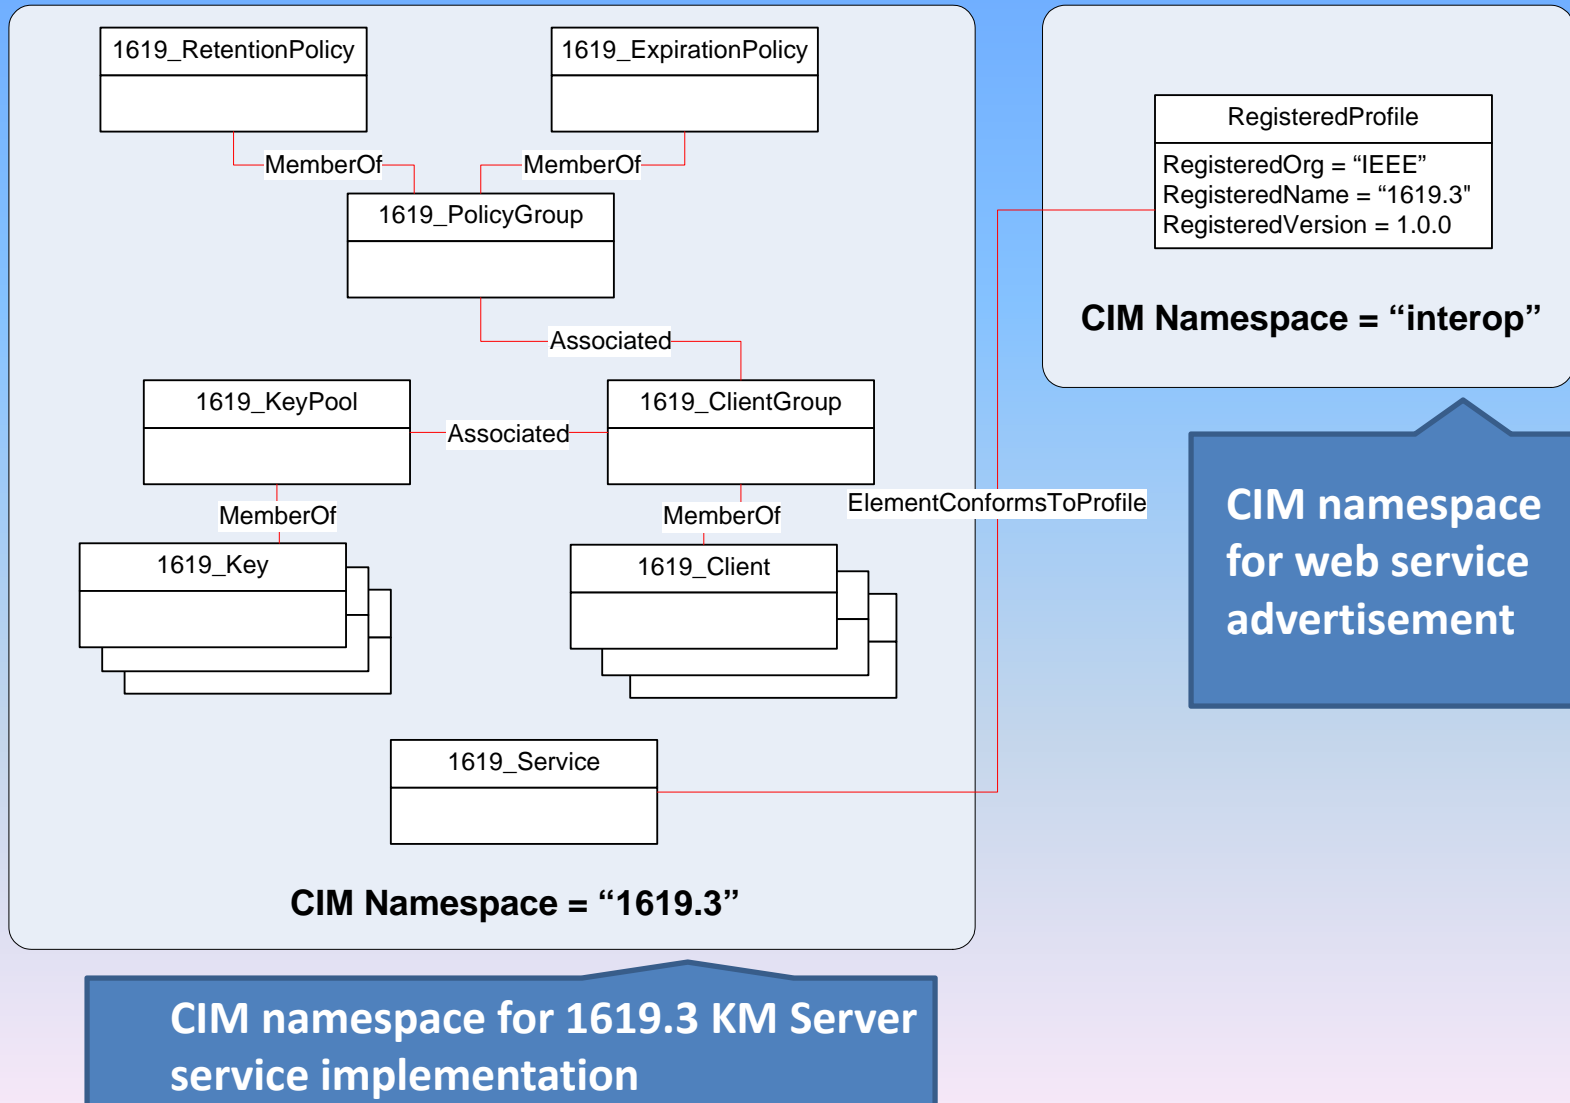 1619_RetentionPolicy
1619_ExpirationPolicy
MemberOf
MemberOf
1619_PolicyGroup
Associated
1619_KeyPool
1619_ClientGroup
Associated
MemberOf
MemberOf
ElementConformsToProfile
1619_Key
1619_Client
1619_Service
CIM Namespace = “1619.3”
RegisteredProfile
RegisteredOrg = “IEEE”
RegisteredName = “1619.3"
RegisteredVersion = 1.0.0
CIM Namespace = “interop”
CIM namespace
for web service
advertisement
CIM namespace for 1619.3 KM Server
service implementation